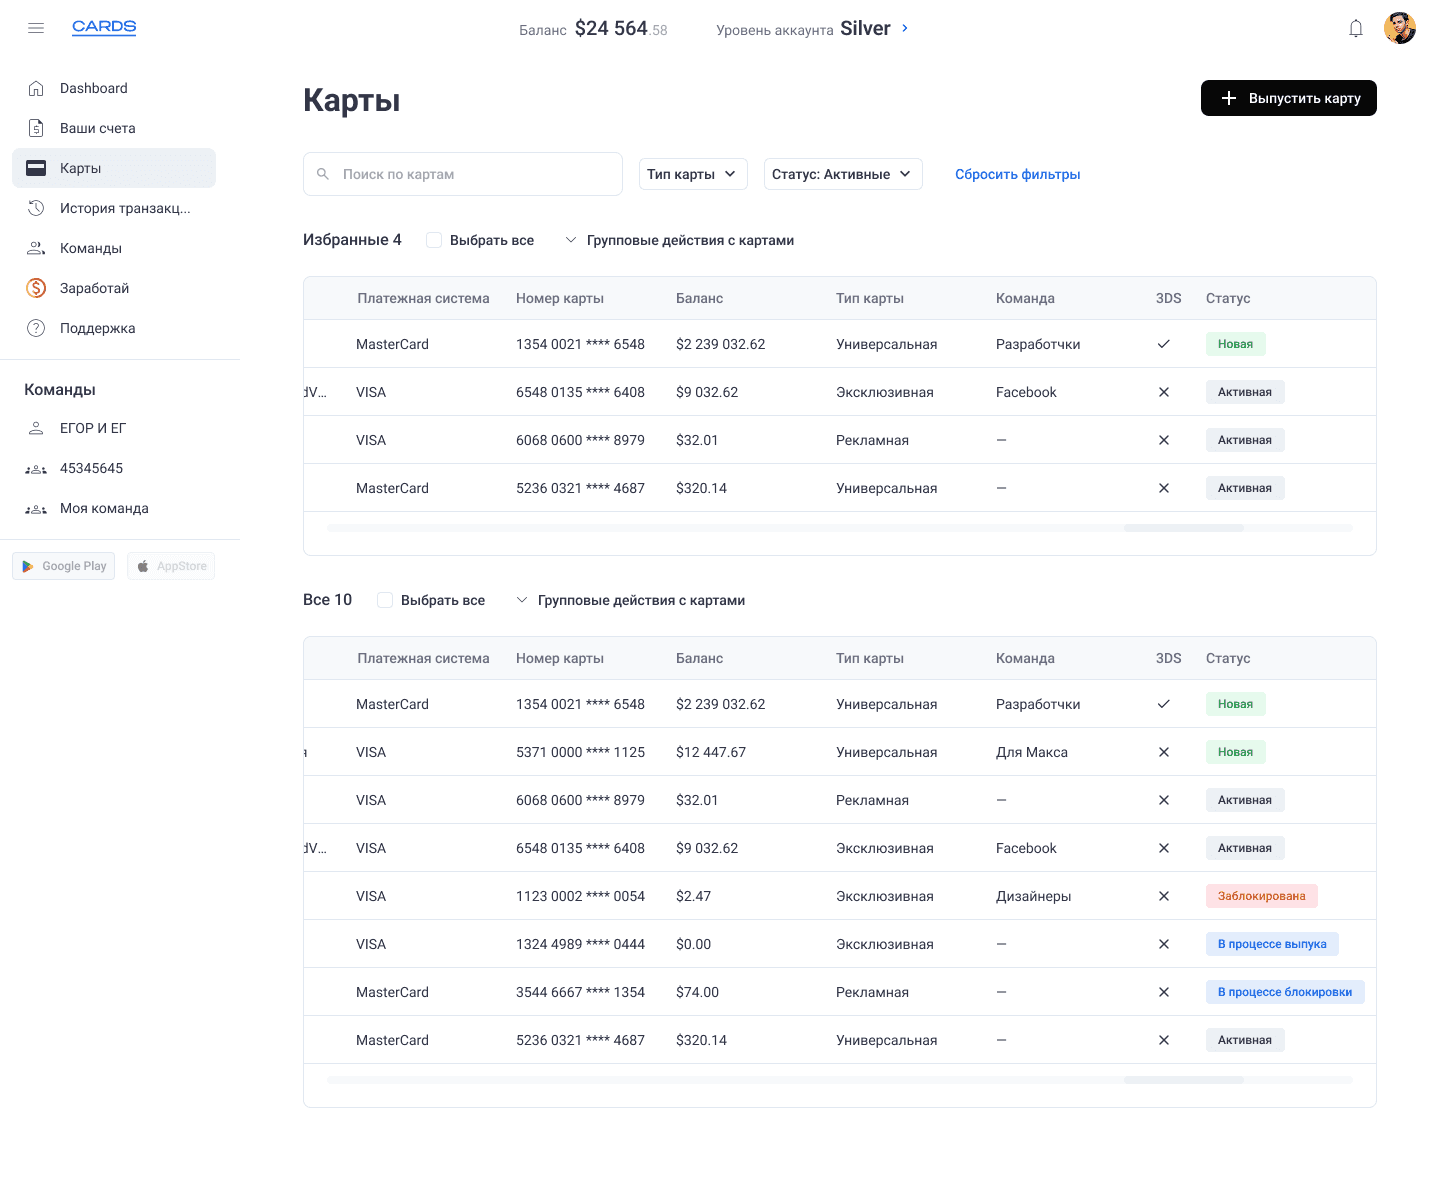 CARDS
Баланс $24 564.58 Уровень аккаунта Silver
Dashboard
Ваши счета
Карты
История транзакц...
Команды
Заработай
Поддержка
Команды
ЕГОР И ЕГ
45345645
Моя команда
Google Play AppStore
Карты
Выпустить карту
Поиск по картам Тип карты Статус: Активные Сбросить фильтры
Избранные 4 Выбрать все Групповые действия с картами
Платежная система Номер карты Баланс Тип карты Команда 3DS Статус
MasterCard 1354 0021 **** 6548 $2 239 032.62 Универсальная Разработчки Новая
dV... VISA 6548 0135 **** 6408 $9 032.62 Эксклюзивная Facebook Активная
VISA 6068 0600 **** 8979 $32.01 Рекламная — Активная
MasterCard 5236 0321 **** 4687 $320.14 Универсальная — Активная
Все 10 Выбрать все Групповые действия с картами
Платежная система Номер карты Баланс Тип карты Команда 3DS Статус
MasterCard 1354 0021 **** 6548 $2 239 032.62 Универсальная Разработчки Новая
я VISA 5371 0000 **** 1125 $12 447.67 Универсальная Для Макса Новая
VISA 6068 0600 **** 8979 $32.01 Рекламная — Активная
dV... VISA 6548 0135 **** 6408 $9 032.62 Эксклюзивная Facebook Активная
VISA 1123 0002 **** 0054 $2.47 Эксклюзивная Дизайнеры Заблокирована
VISA 1324 4989 **** 0444 $0.00 Эксклюзивная — В процессе выпука
MasterCard 3544 6667 **** 1354 $74.00 Рекламная — В процессе блокировки
MasterCard 5236 0321 **** 4687 $320.14 Универсальная — Активная